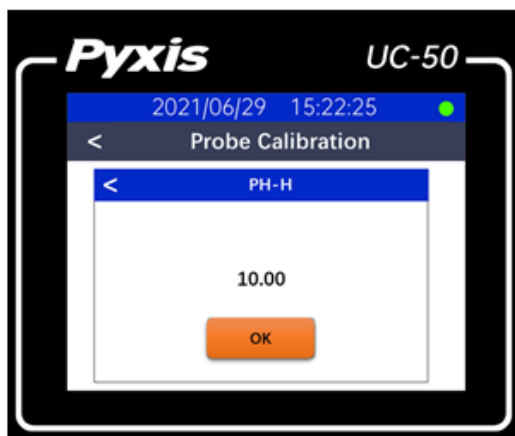 Pyxis UC-50
2021/06/29 15:22:25
< Probe Calibration
< PH-H
10.00
OK